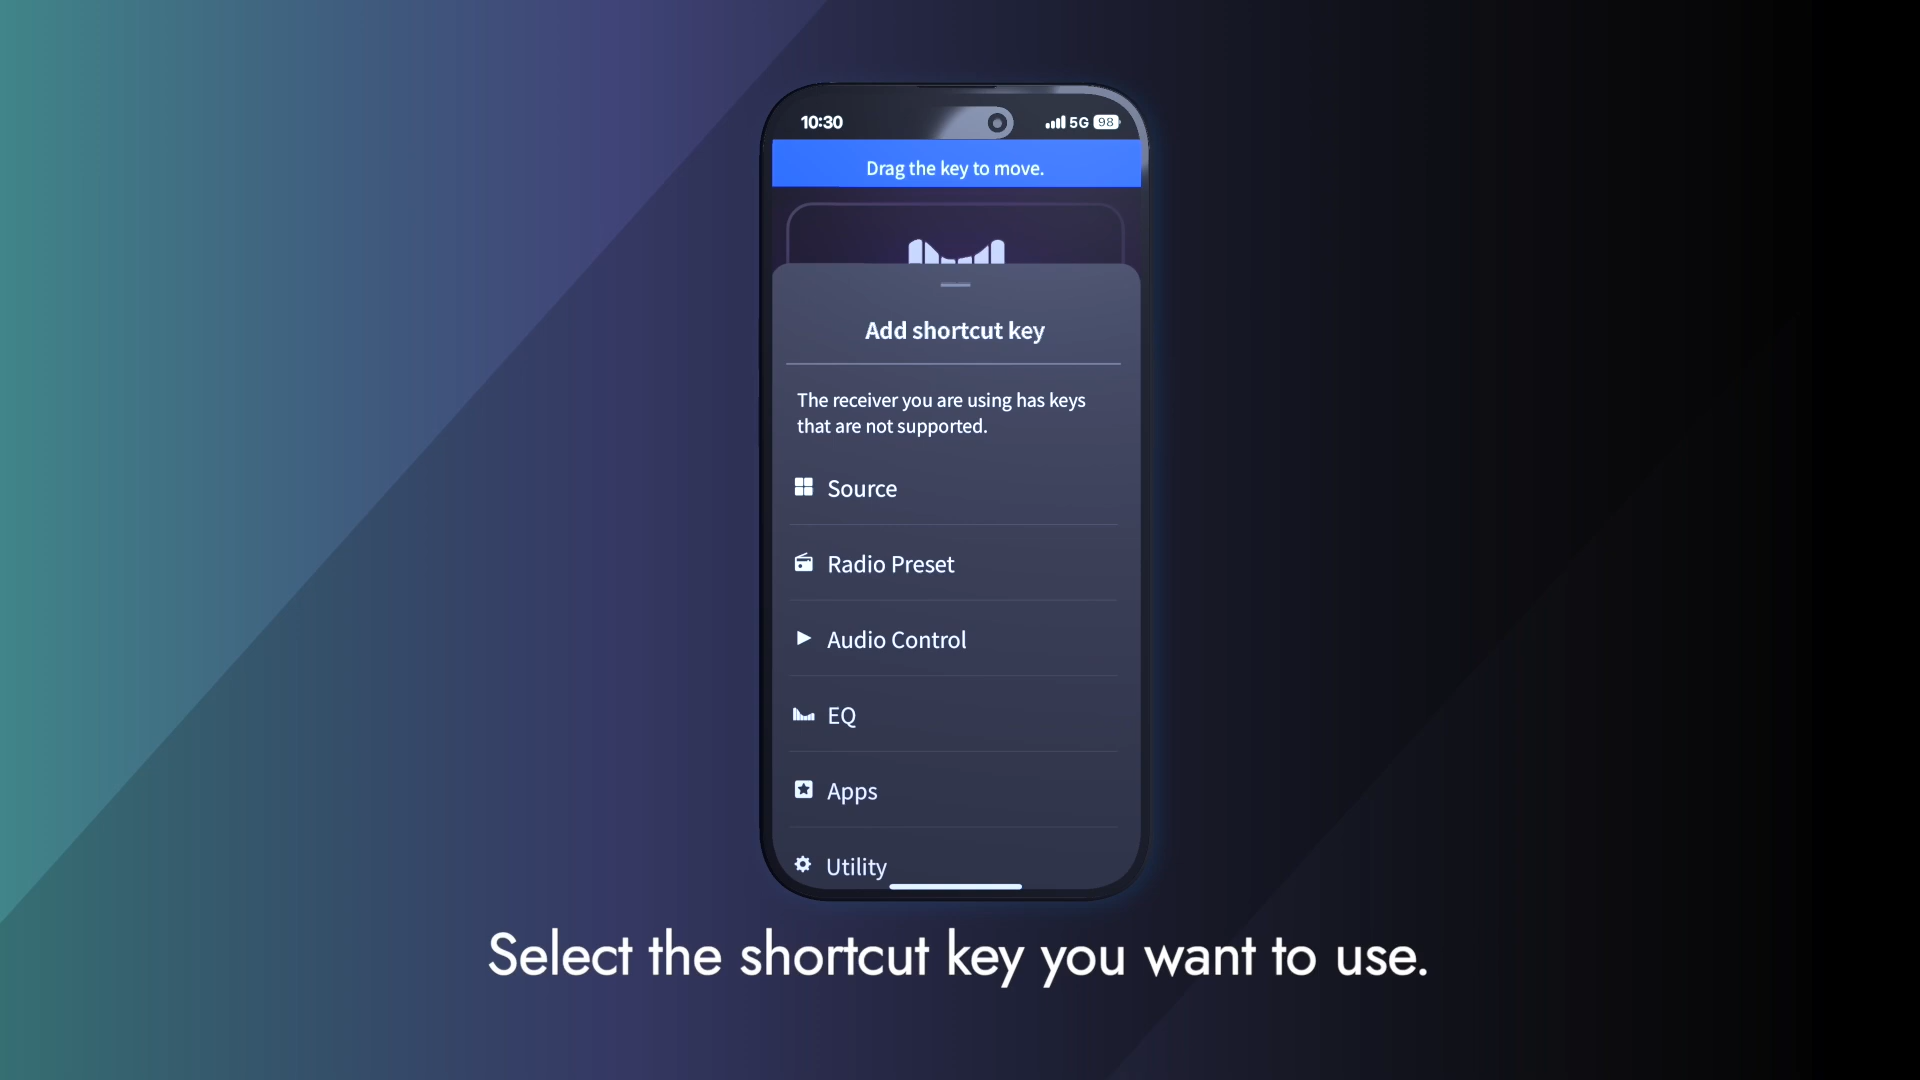 10:30
5G 98
Drag the key to move.
Add shortcut key
The receiver you are using has keys
that are not supported.
Source
Radio Preset
Audio Control
EQ
Apps
Utility
Select the shortcut key you want to use.